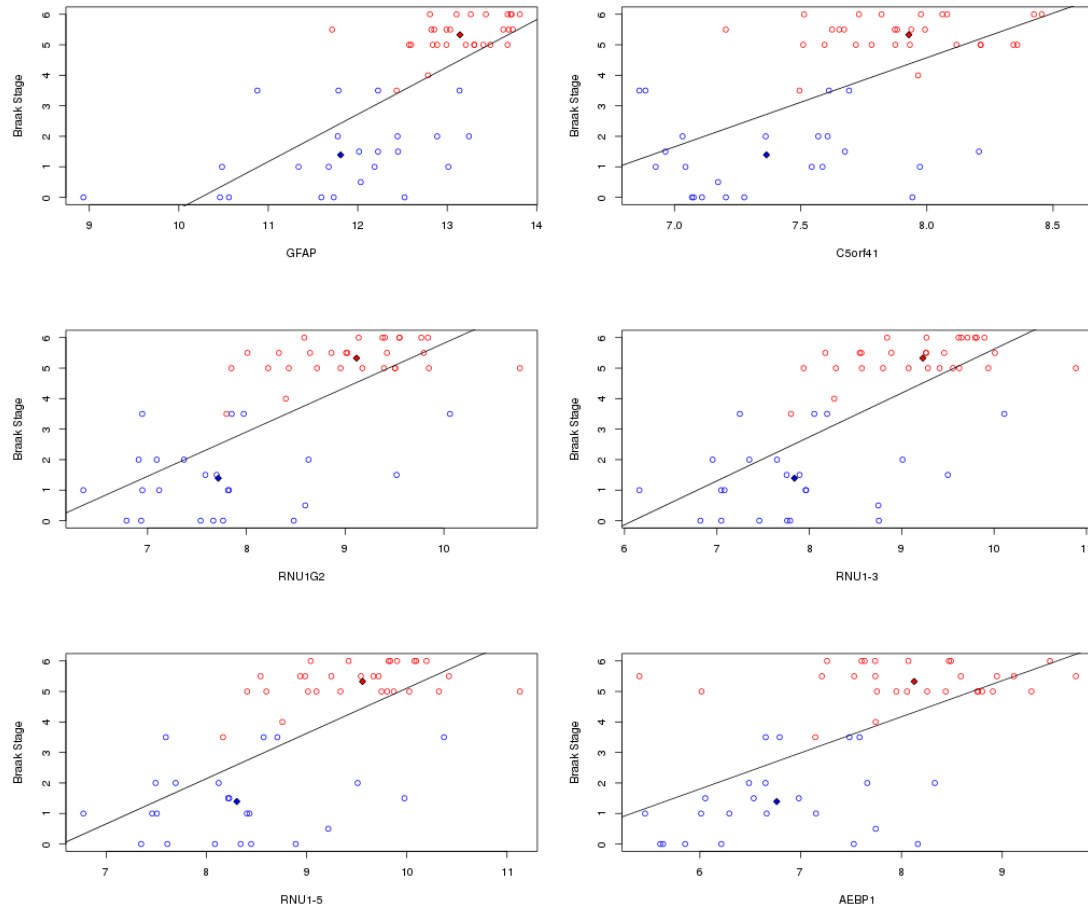 Braak Stage
0 1 2 3 4 5 6
9 10 11 12 13 14
GFAP
Braak Stage
0 1 2 3 4 5 6
7.0 7.5 8.0 8.5
C5orf41
Braak Stage
0 1 2 3 4 5 6
7 8 9 10
RNU1G2
Braak Stage
0 1 2 3 4 5 6
6 7 8 9 10 11
RNU1-3
Braak Stage
0 1 2 3 4 5 6
7 8 9 10 11
RNU1-5
Braak Stage
0 1 2 3 4 5 6
6 7 8 9
AEBP1